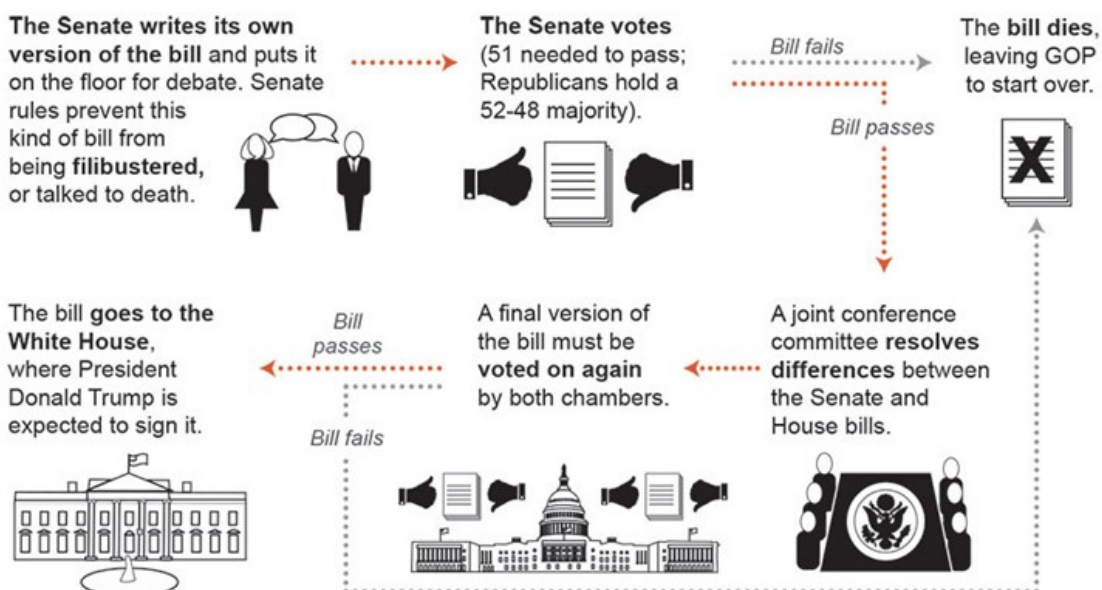 The Senate writes its own
version of the bill and puts it
on the floor for debate. Senate
rules prevent this
kind of bill from
being filibustered,
or talked to death.
The Senate votes
(51 needed to pass;
Republicans hold a
52-48 majority).
Bill fails
Bill passes
The bill dies,
leaving GOP
to start over.
X
A joint conference
committee resolves
differences between
the Senate and
House bills.
A final version of
the bill must be
voted on again
by both chambers.
Bill
passes
Bill fails
The bill goes to the
White House,
where President
Donald Trump is
expected to sign it.